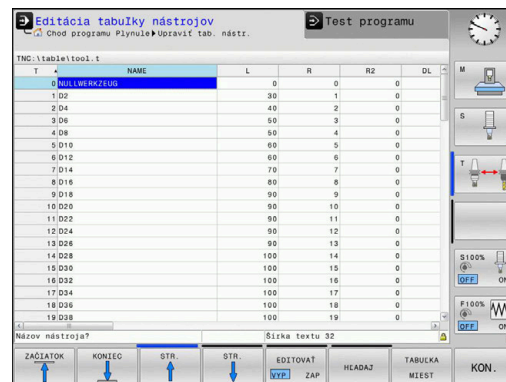 Editácia tabuľky nástrojov
Test programu
Chod programu Plynule Upraviť tab. nástr.
TNC:\table\tool.t
T NAME L R R2 DL
0 NULLWERKZEUG 0 0 0
1 D2 30 1 0
2 D4 40 2 0
3 D6 50 3 0
4 D8 50 4 0
5 D10 60 5 0
6 D12 60 6 0
7 D14 70 7 0
8 D16 80 8 0
9 D18 90 9 0
10 D20 90 10 0
11 D22 90 11 0
12 D24 90 12 0
13 D26 90 13 0
14 D28 100 14 0
15 D30 100 15 0
16 D32 100 16 0
17 D34 100 17 0
18 D36 100 18 0
19 D38 100 19 0
Názov nástroja? Šírka textu 32
M
S
T
S100%
OFF ON
F100%
OFF ON
ZAČIATOK
KONIEC
STR.
STR.
EDITOVAŤ
VYP ZAP
HĽADAJ
TABUĽKA
MIEST
KON.